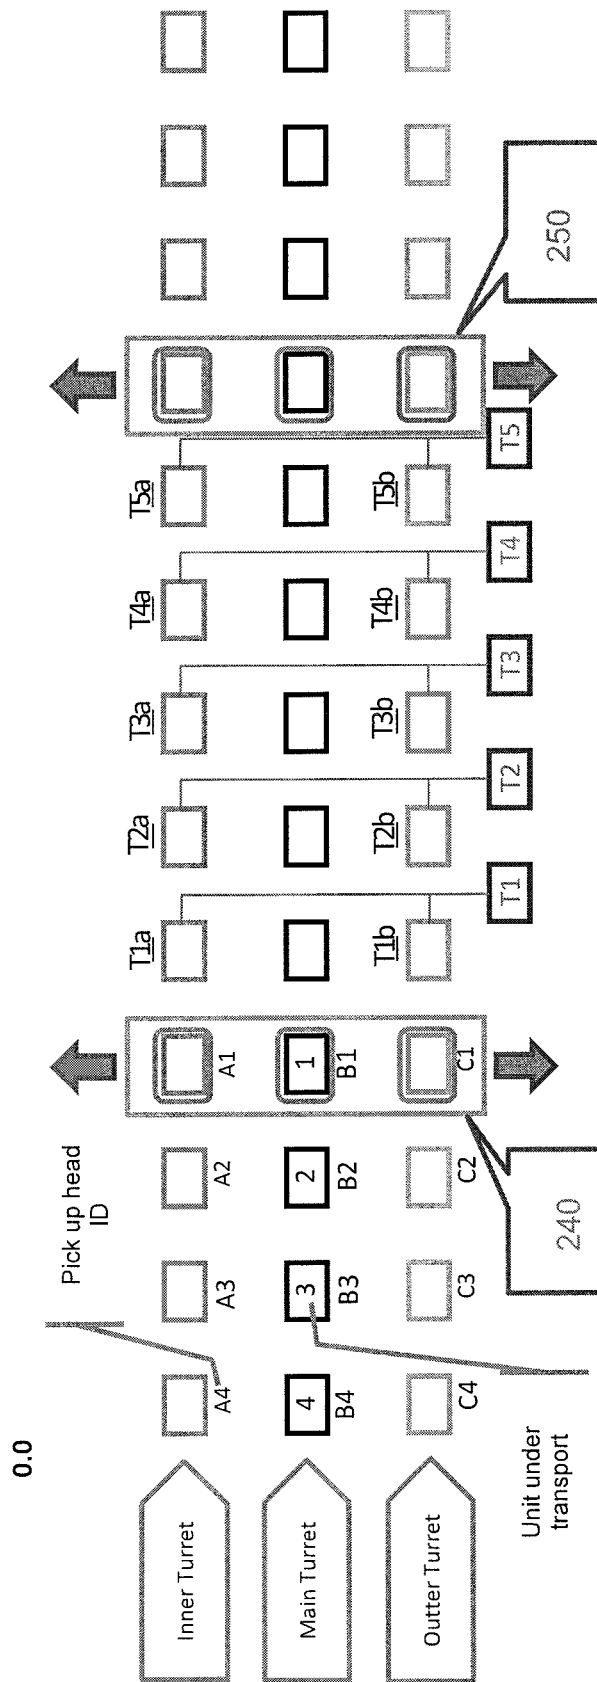 0.0
Pick up head
ID
Inner Turret
A4
A3
A2
A1
T1a
T2a
T3a
T4a
T5a
Main Turret
4
3
2
1
B4
B3
B2
B1
Outter Turret
C4
C3
C2
C1
T1b
T2b
T3b
T4b
T5b
T1
T2
T3
T4
T5
Unit under
transport
240
250